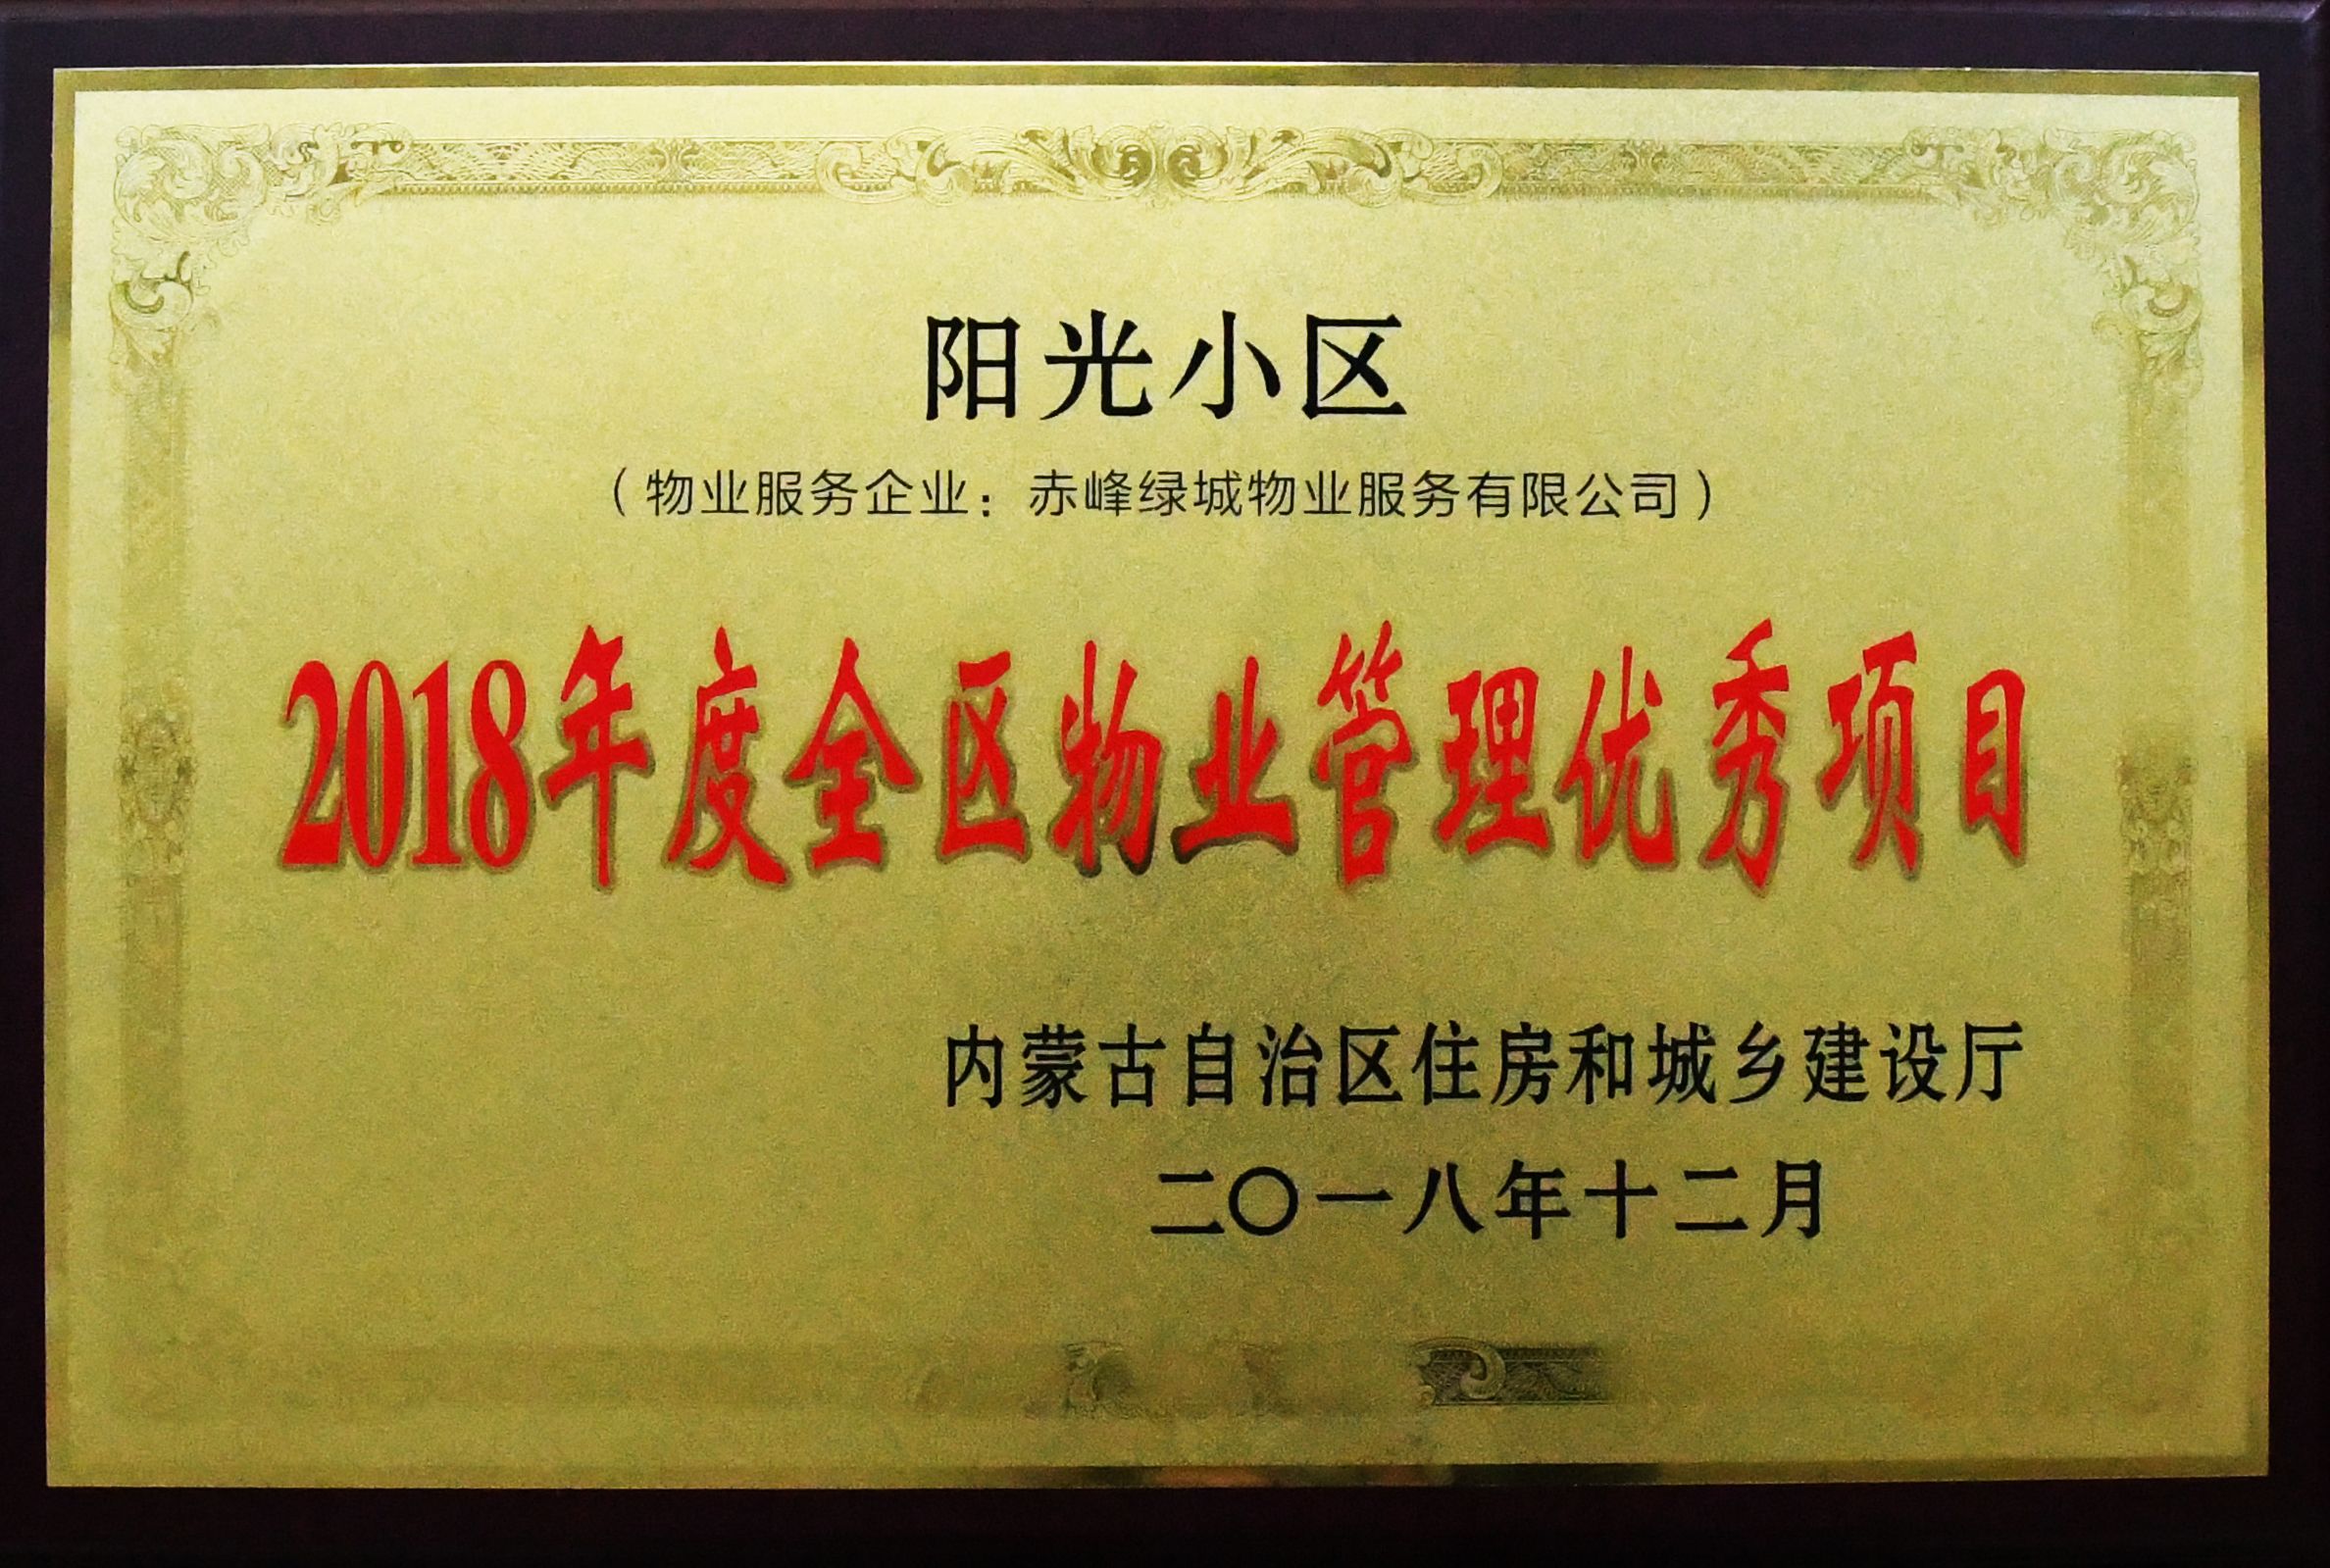 阳光小区
（物业服务企业：赤峰绿城物业服务有限公司）
2018年度全区物业管理优秀项目
内蒙古自治区住房和城乡建设厅
二〇一八年十二月